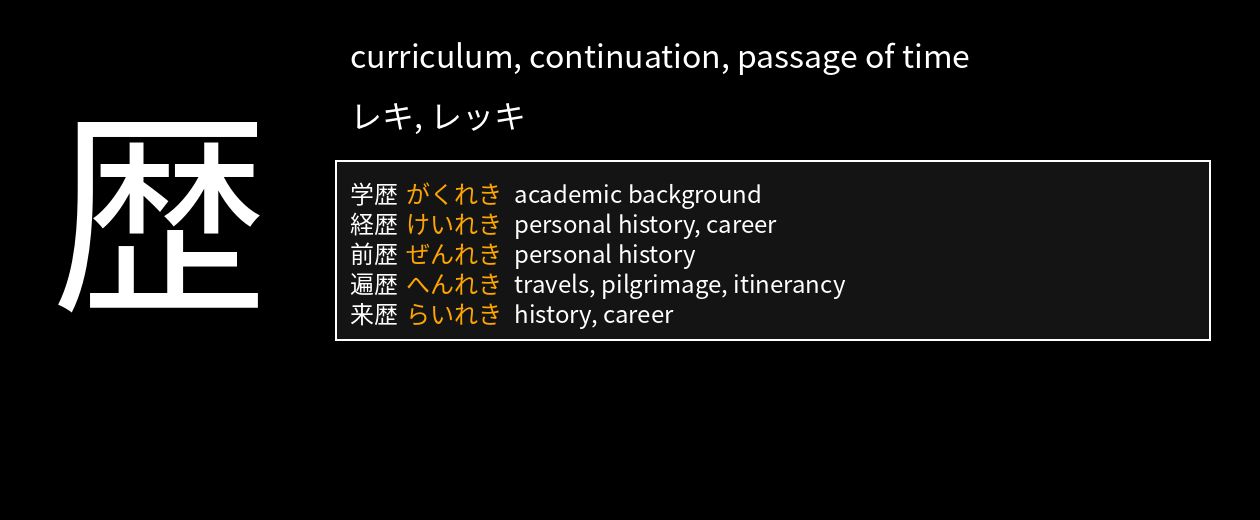 歴
curriculum, continuation, passage of time
レキ, レッキ
学歴 がくれき academic background
経歴 けいれき personal history, career
前歴 ぜんれき personal history
遍歴 へんれき travels, pilgrimage, itinerancy
来歴 らいれき history, career